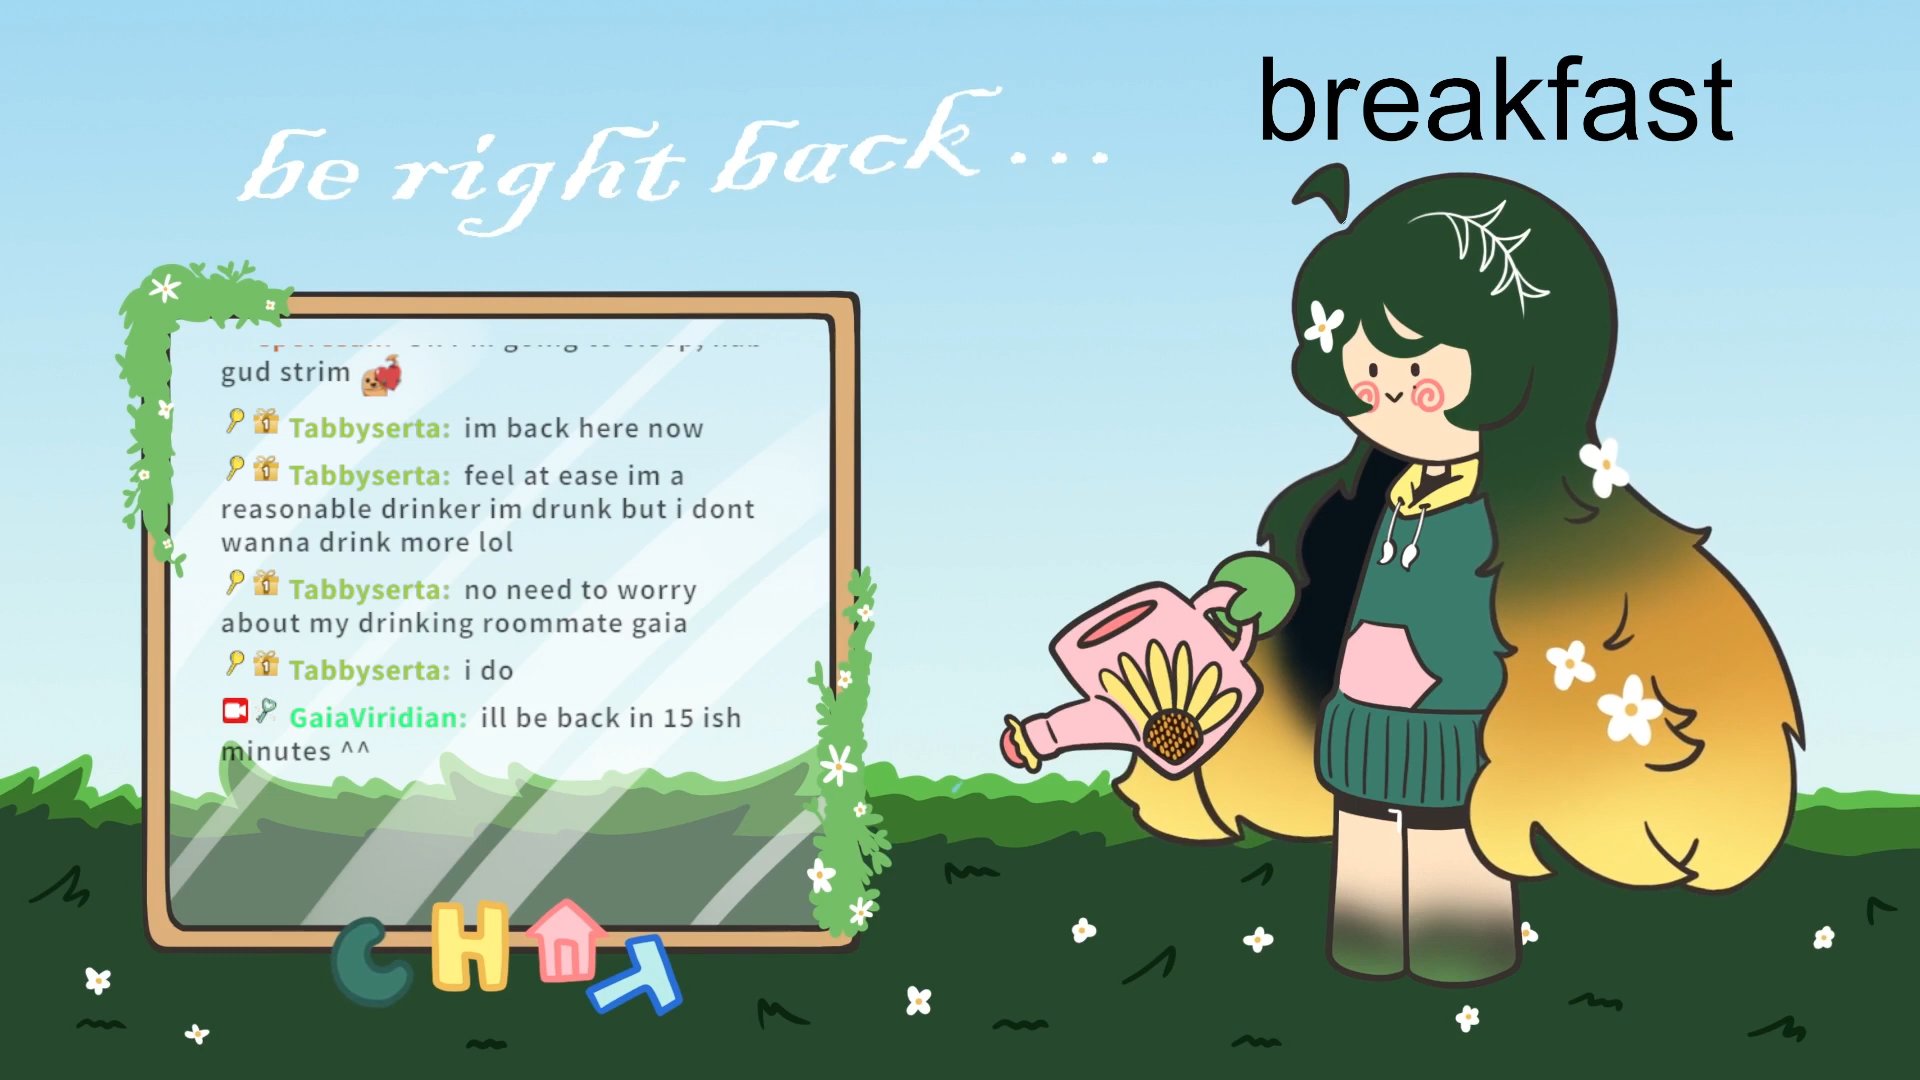 breakfast
be right back...
gud strim
Tabbyserta: im back here now
Tabbyserta: feel at ease im a
reasonable drinker im drunk but i dont
wanna drink more lol
Tabbyserta: no need to worry
about my drinking roommate gaia
Tabbyserta: i do
GaiaViridian: ill be back in 15 ish
minutes ^^
CHAT